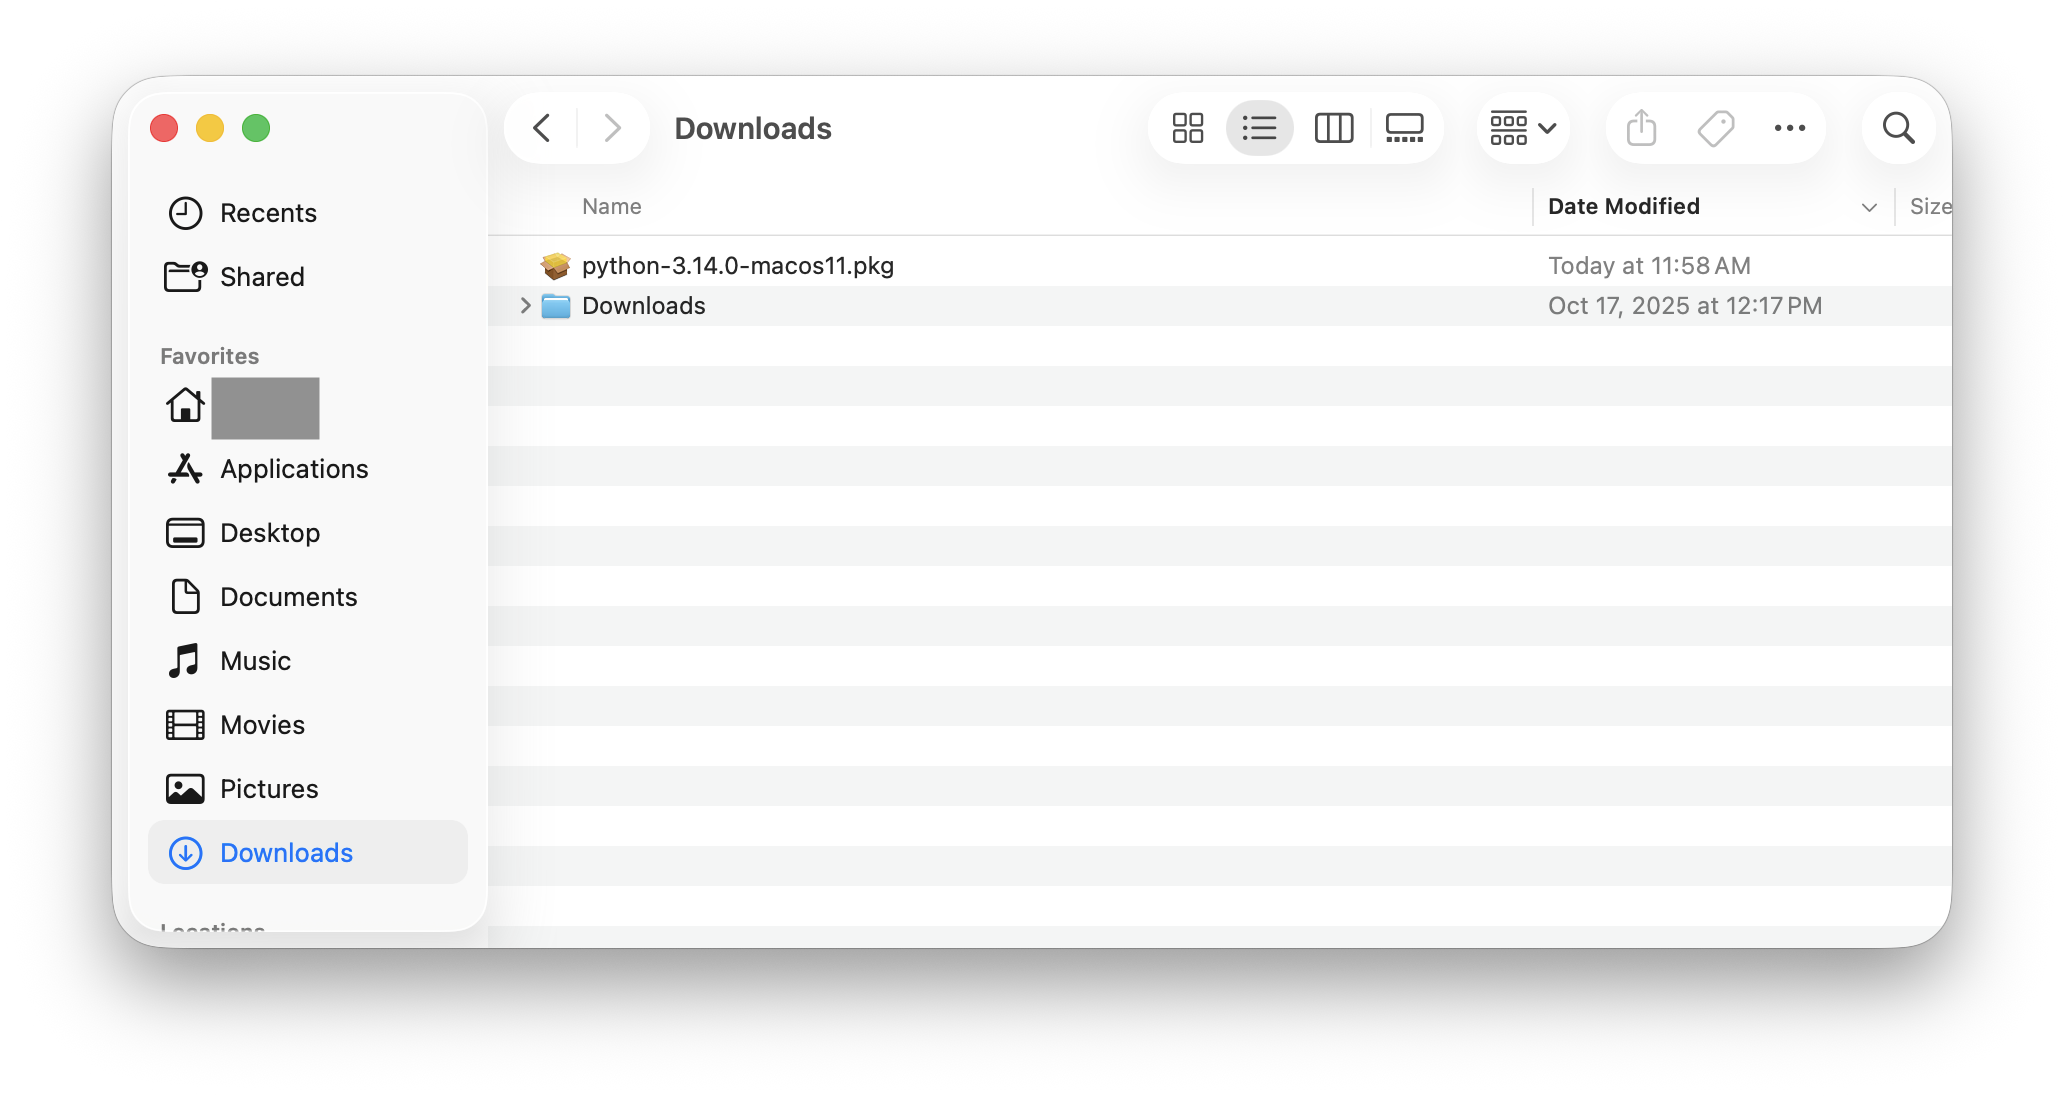 Downloads
Recents
Shared
Favorites
Applications
Desktop
Documents
Music
Movies
Pictures
Downloads
Locations
Name
Date Modified
Size
python-3.14.0-macos11.pkg
Today at 11:58 AM
Downloads
Oct 17, 2025 at 12:17 PM